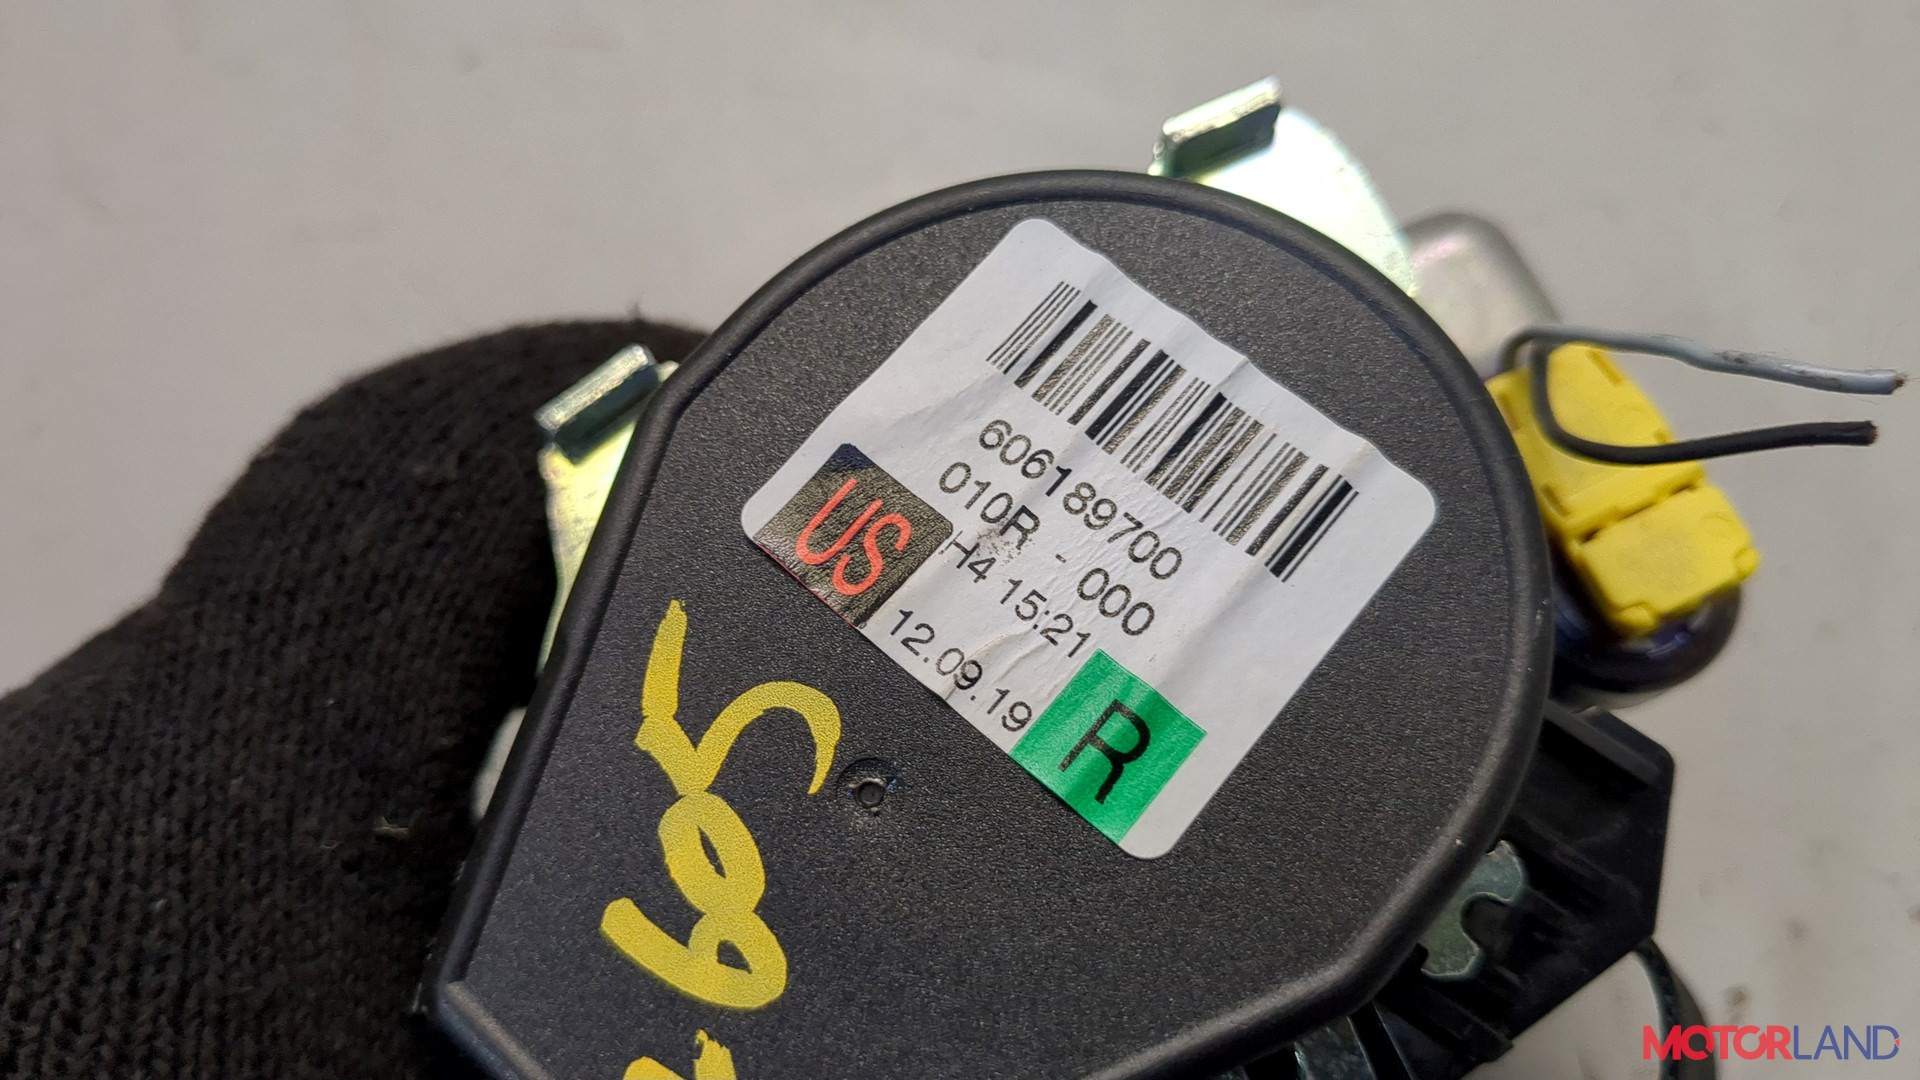 606189700
010R - 000
H4 15:21
12.09.19
US
R
MOTORLAND